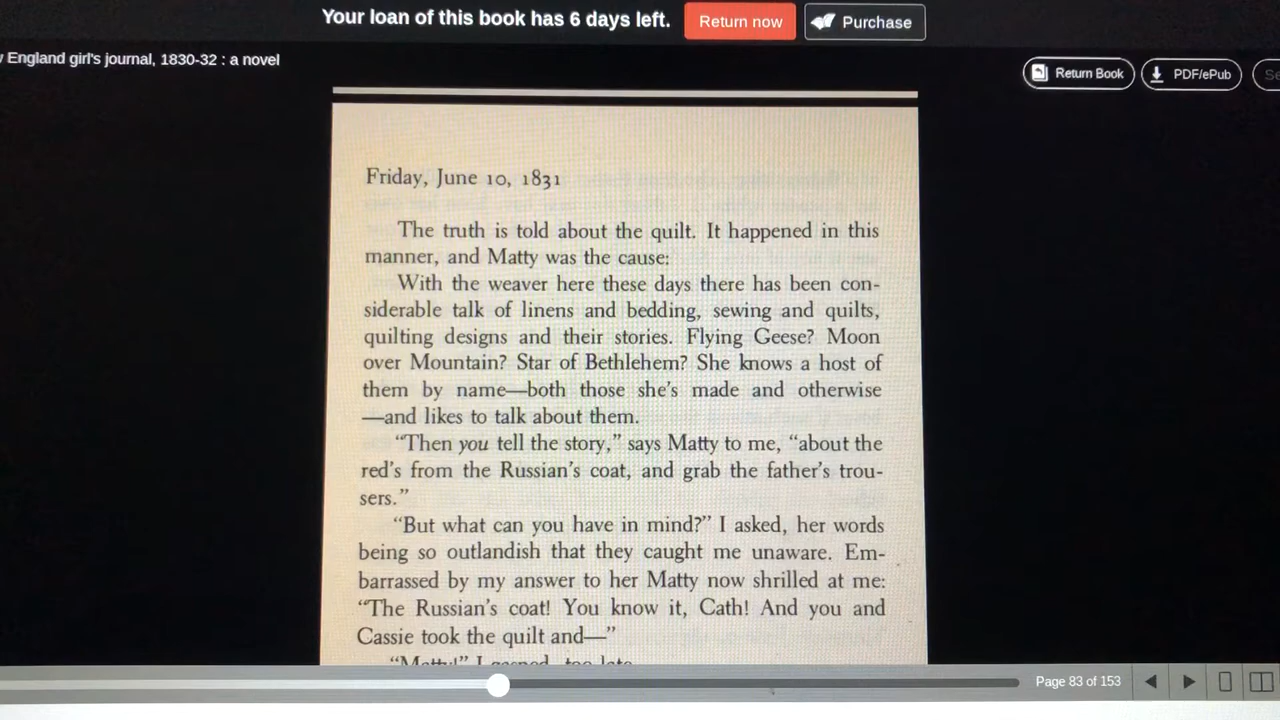 Your loan of this book has 6 days left. Return now Purchase
England girl's journal, 1830-32 : a novel
Return Book PDF/ePub
Friday, June 10, 1831
The truth is told about the quilt. It happened in this
manner, and Matty was the cause:
With the weaver here these days there has been con-
siderable talk of linens and bedding, sewing and quilts,
quilting designs and their stories. Flying Geese? Moon
over Mountain? Star of Bethlehem? She knows a host of
them by name—both those she's made and otherwise
—and likes to talk about them.
“Then you tell the story,” says Matty to me, “about the
red's from the Russian's coat, and grab the father's trou-
sers.”
“But what can you have in mind?” I asked, her words
being so outlandish that they caught me unaware. Em-
barrassed by my answer to her Matty now shrilled at me:
“The Russian's coat! You know it, Cath! And you and
Cassie took the quilt and—”
Page 83 of 153